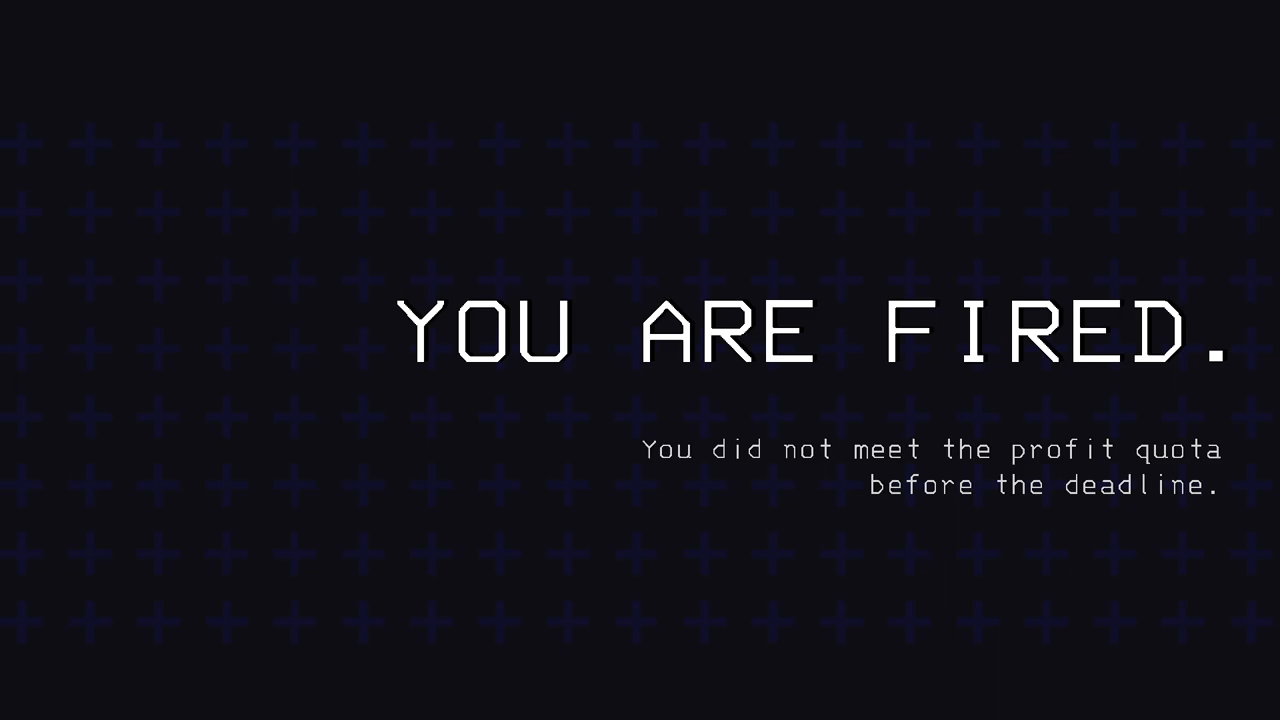 YOU ARE FIRED.
You did not meet the profit quota
before the deadline.